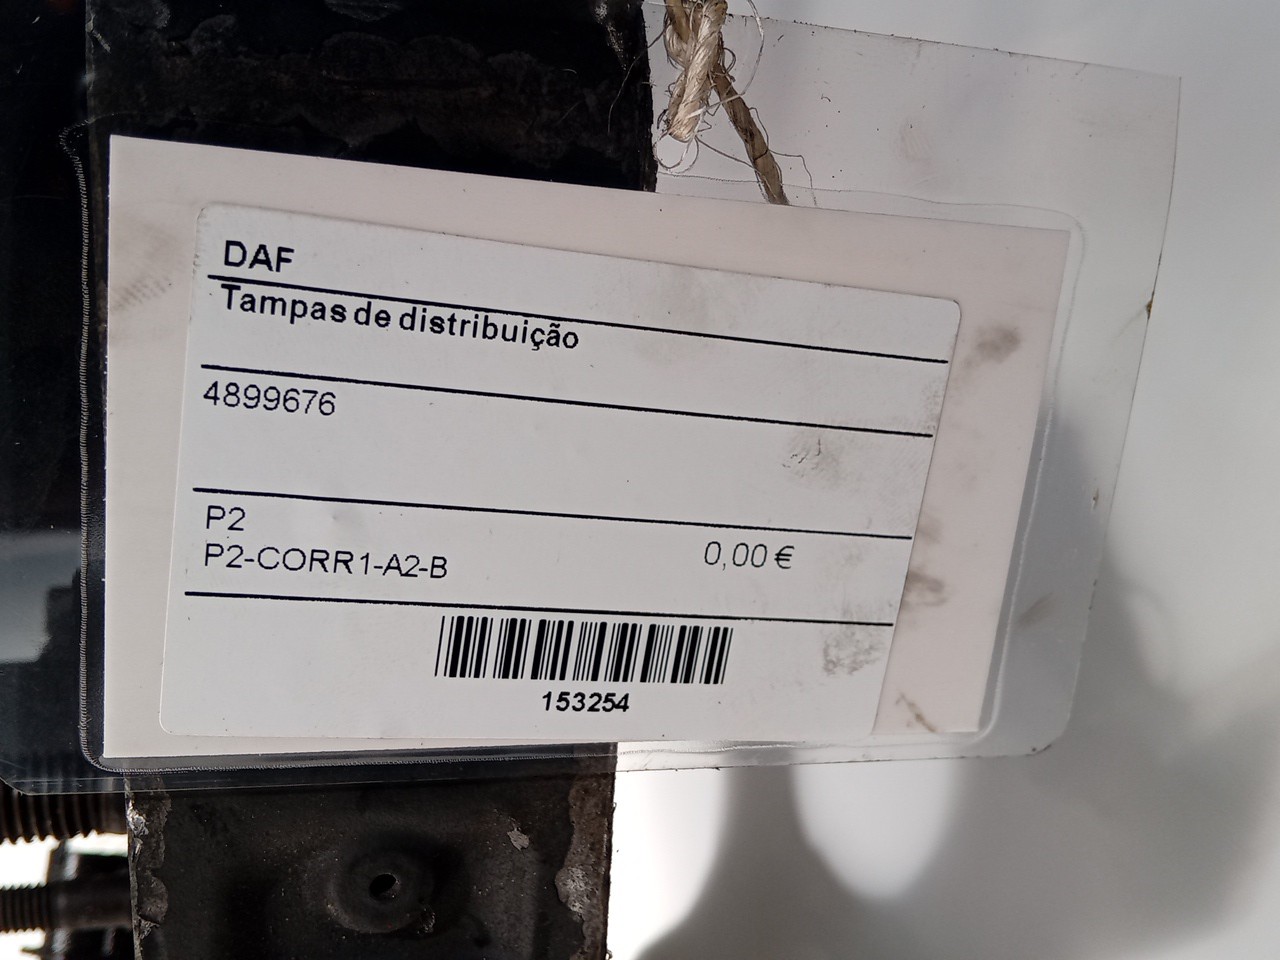 DAF
Tampas de distribuição
4899676
P2
P2-CORR1-A2-B
0,00 €
153254